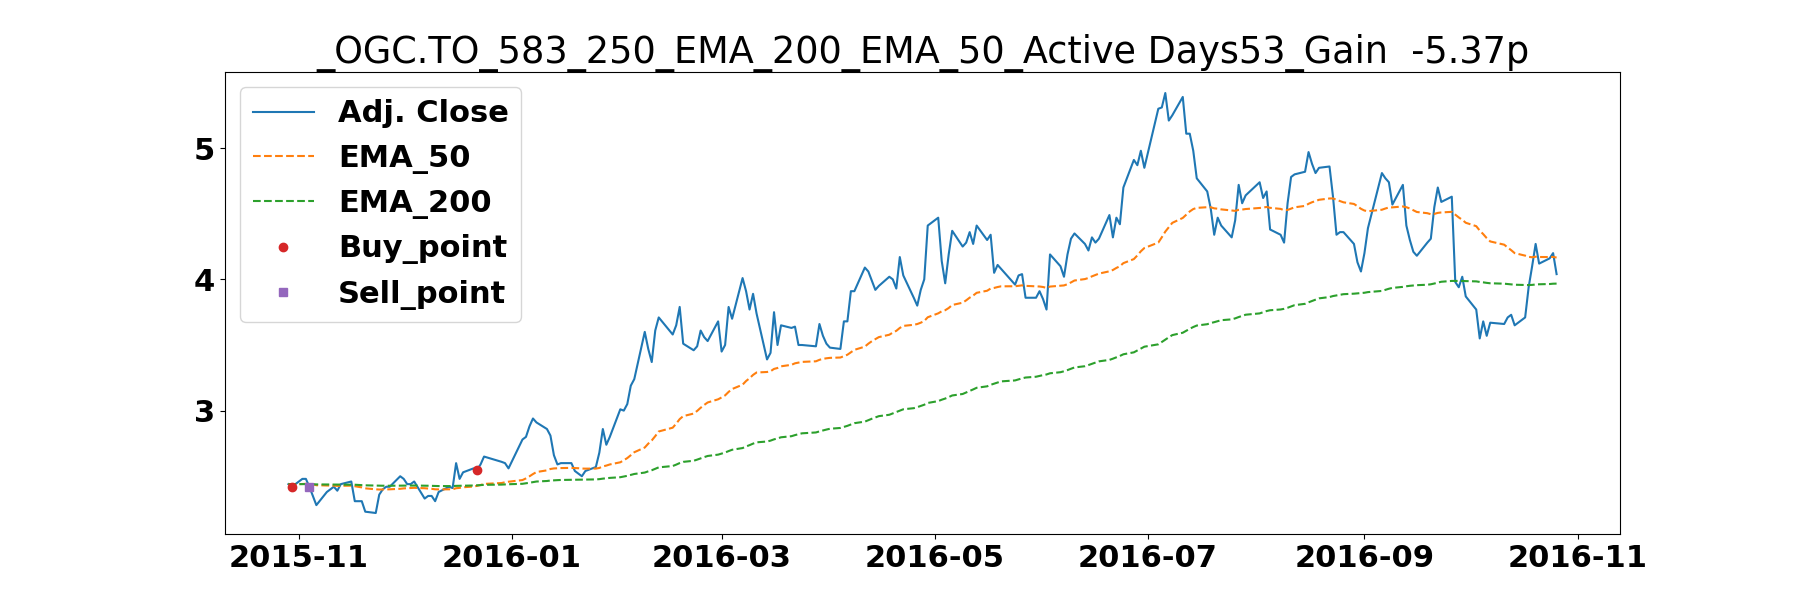 _OGC.TO_583_250_EMA_200_EMA_50_Active Days53_Gain  -5.37p
Adj. Close
EMA_50
EMA_200
Buy_point
Sell_point
5
4
3
2015-11 2016-01 2016-03 2016-05 2016-07 2016-09 2016-11